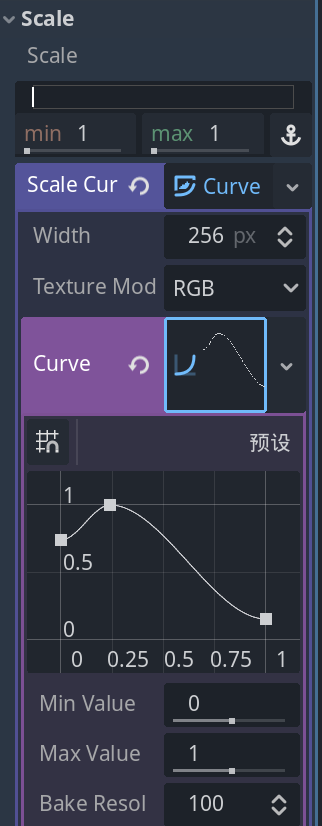 Scale
Scale
min 1 max 1
Scale Cur Curve
Width 256 px
Texture Mod RGB
Curve
预设
1
0.5
0
0 0.25 0.5 0.75 1
Min Value 0
Max Value 1
Bake Resol 100